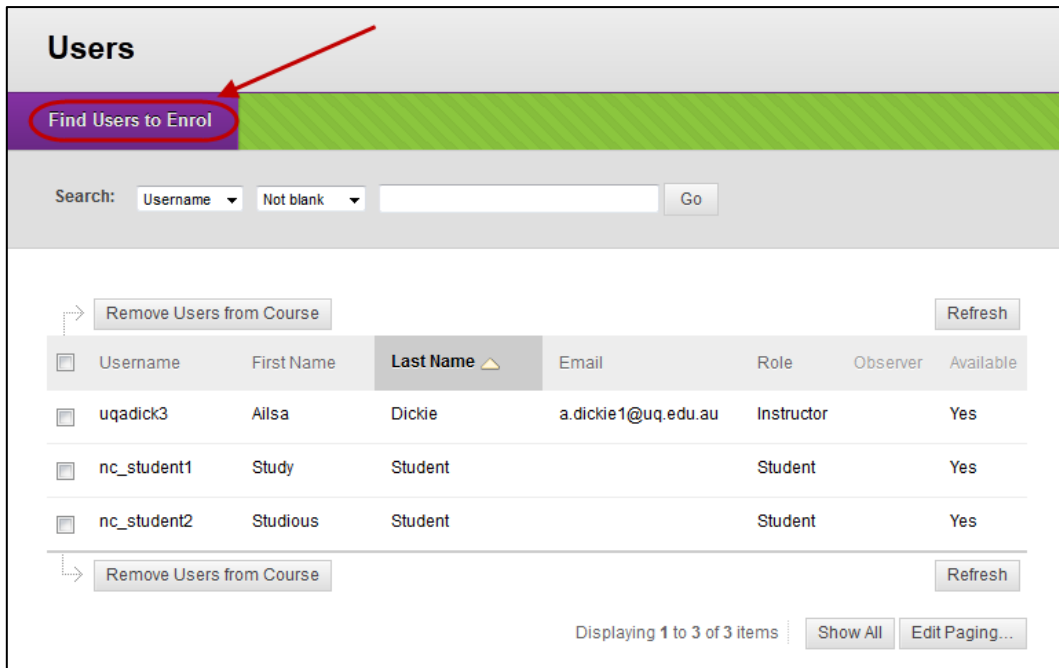 Users
Find Users to Enrol
Search: Username Not blank Go
Remove Users from Course Refresh
Username First Name Last Name Email Role Observer Available
uqadick3 Ailsa Dickie a.dickie1@uq.edu.au Instructor Yes
nc_student1 Study Student Student Yes
nc_student2 Studious Student Student Yes
Remove Users from Course Refresh
Displaying 1 to 3 of 3 items Show All Edit Paging...